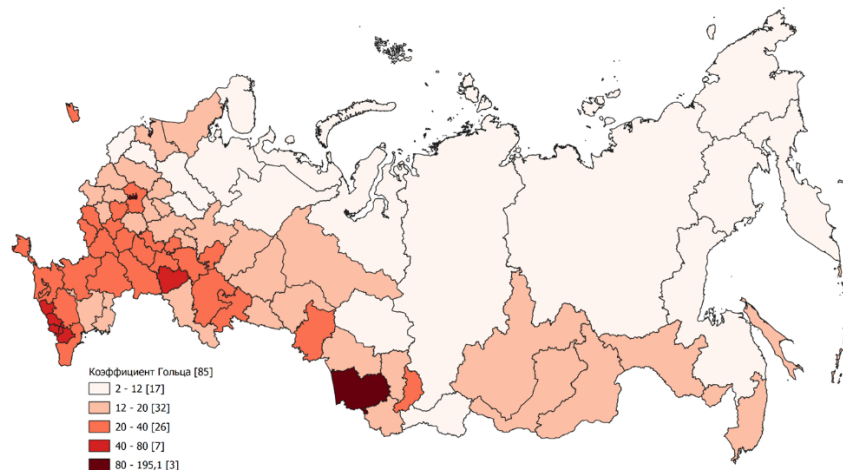 Коэффициент Гольца [85]
2 - 12 [17]
12 - 20 [32]
20 - 40 [26]
40 - 80 [7]
80 - 195,1 [3]